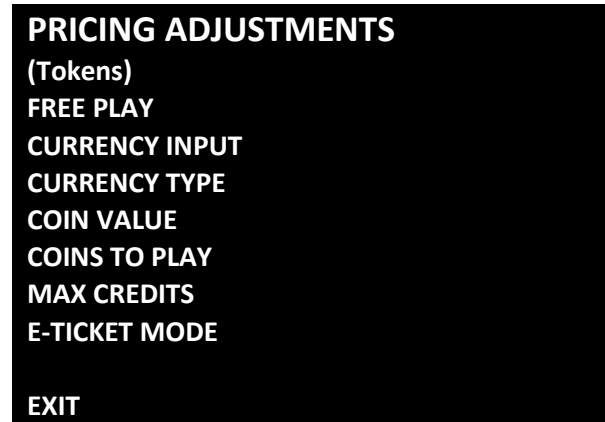 PRICING ADJUSTMENTS
(Tokens)
FREE PLAY
CURRENCY INPUT
CURRENCY TYPE
COIN VALUE
COINS TO PLAY
MAX CREDITS
E-TICKET MODE
EXIT